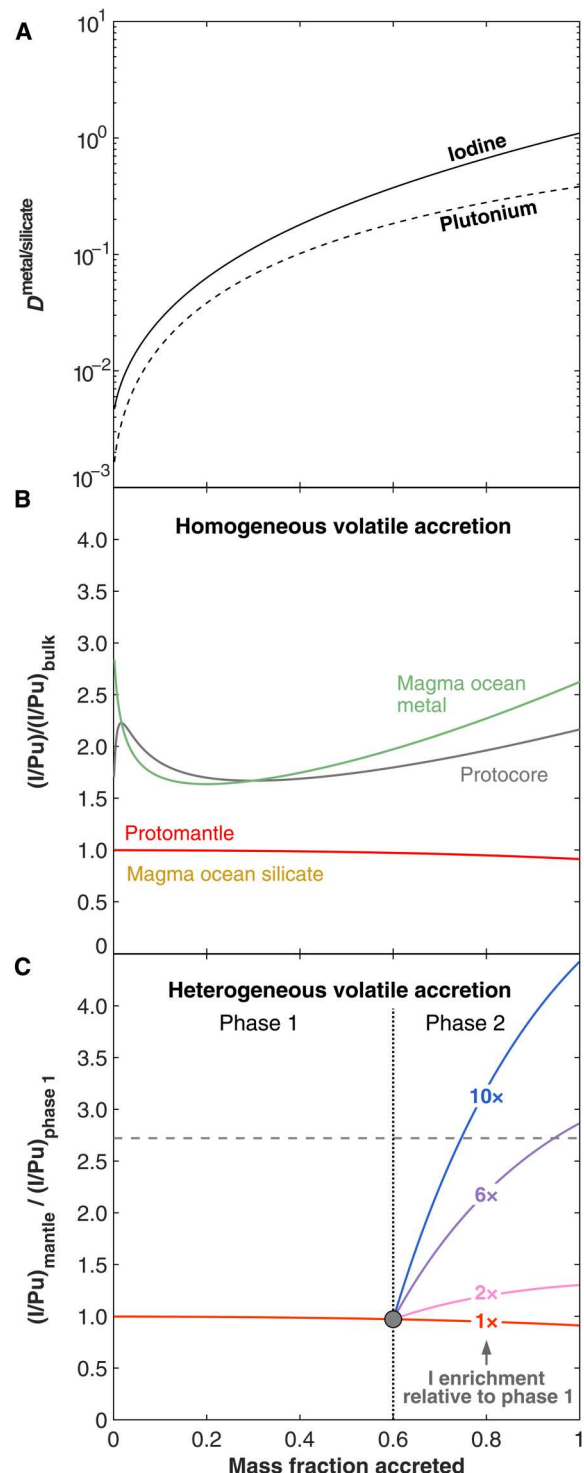 A
10^1
10^0
10^-1
10^-2
10^-3
D^metal/silicate
Iodine
Plutonium
B
Homogeneous volatile accretion
4.0
3.5
3.0
2.5
2.0
1.5
1.0
0.5
0
(I/Pu)/(I/Pu)_bulk
Magma ocean
metal
Protocore
Protomantle
Magma ocean silicate
C
Heterogeneous volatile accretion
Phase 1
Phase 2
4.0
3.5
3.0
2.5
2.0
1.5
1.0
0.5
0
(I/Pu)_mantle / (I/Pu)_phase 1
10×
6×
2×
1×
I enrichment
relative to phase 1
0 0.2 0.4 0.6 0.8 1
Mass fraction accreted